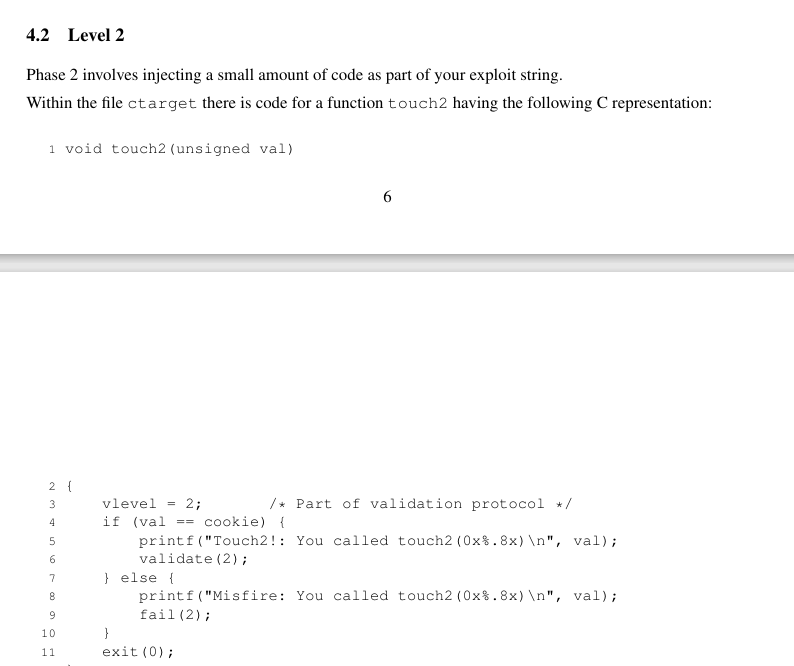 4.2 Level 2
Phase 2 involves injecting a small amount of code as part of your exploit string.
Within the file ctarget there is code for a function touch2 having the following C representation:
1 void touch2(unsigned val)
6
2 {
3 vlevel = 2; /* Part of validation protocol */
4 if (val == cookie) {
5 printf("Touch2!: You called touch2(0x%.8x)\n", val);
6 validate(2);
7 } else {
8 printf("Misfire: You called touch2(0x%.8x)\n", val);
9 fail(2);
10 }
11 exit(0);